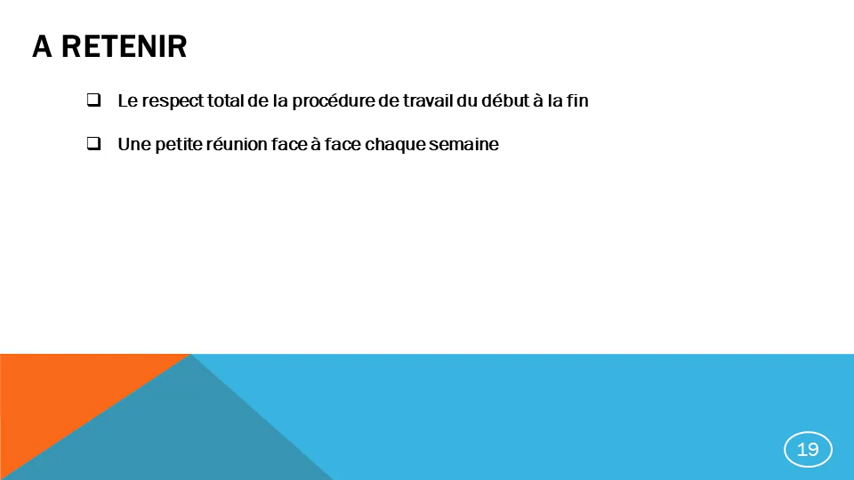 A RETENIR
Le respect total de la procédure de travail du début à la fin
Une petite réunion face à face chaque semaine
19